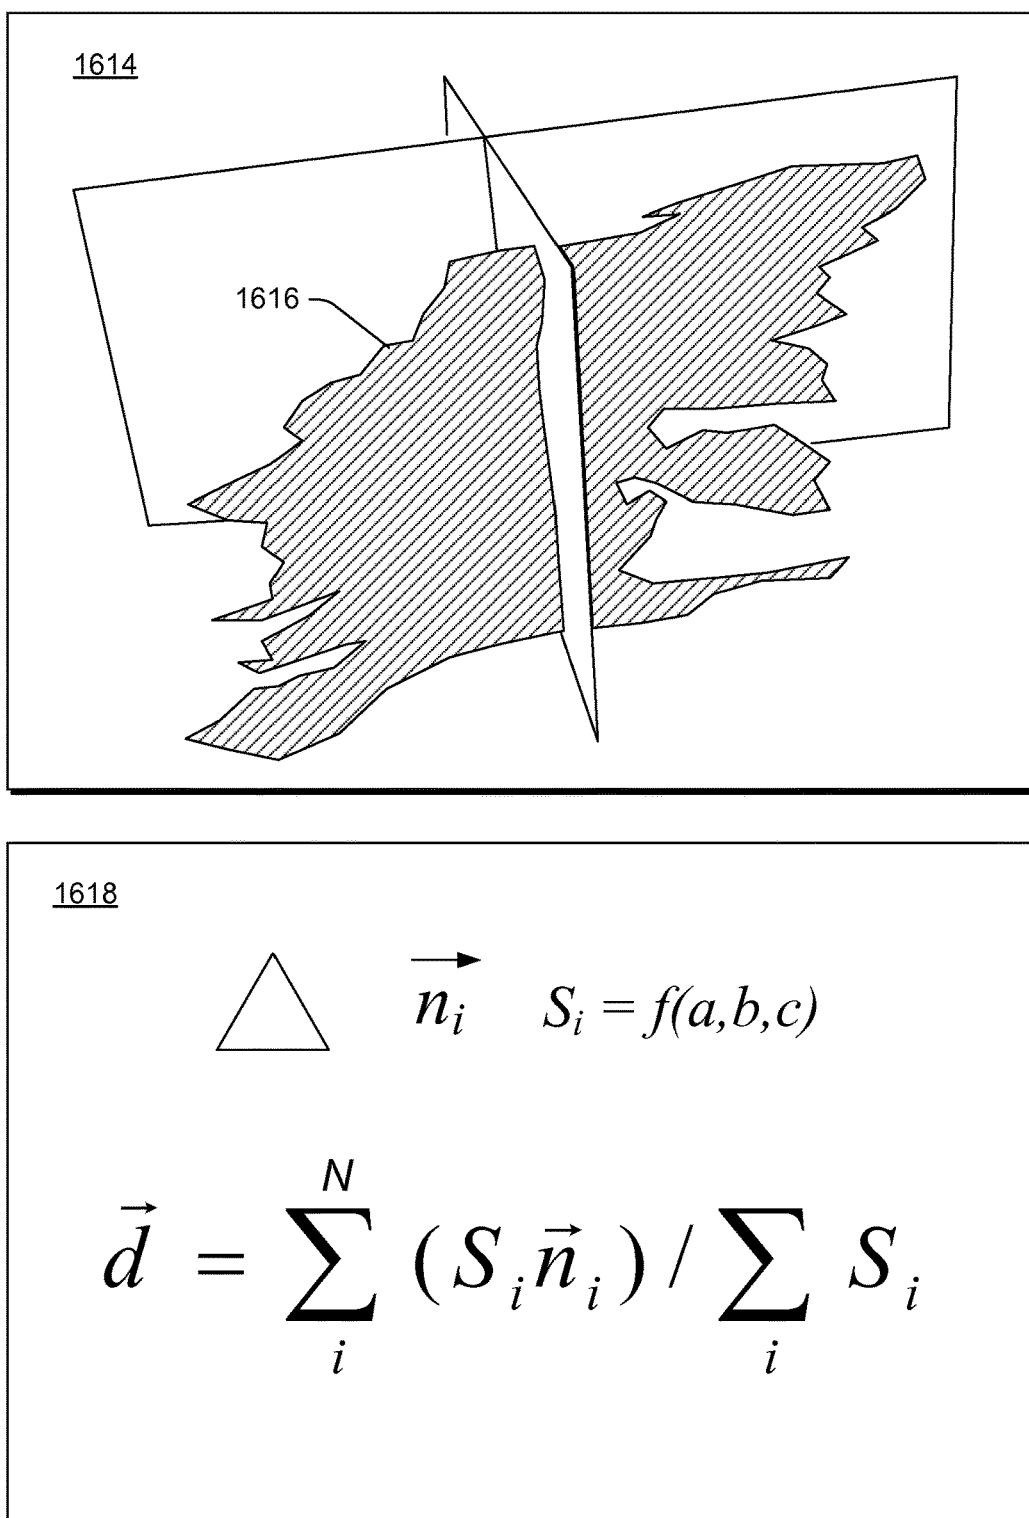 1614
1616
1618
→n_i S_i = f(a,b,c)
N
→d = ∑ (S_i →n_i) / ∑ S_i
i i